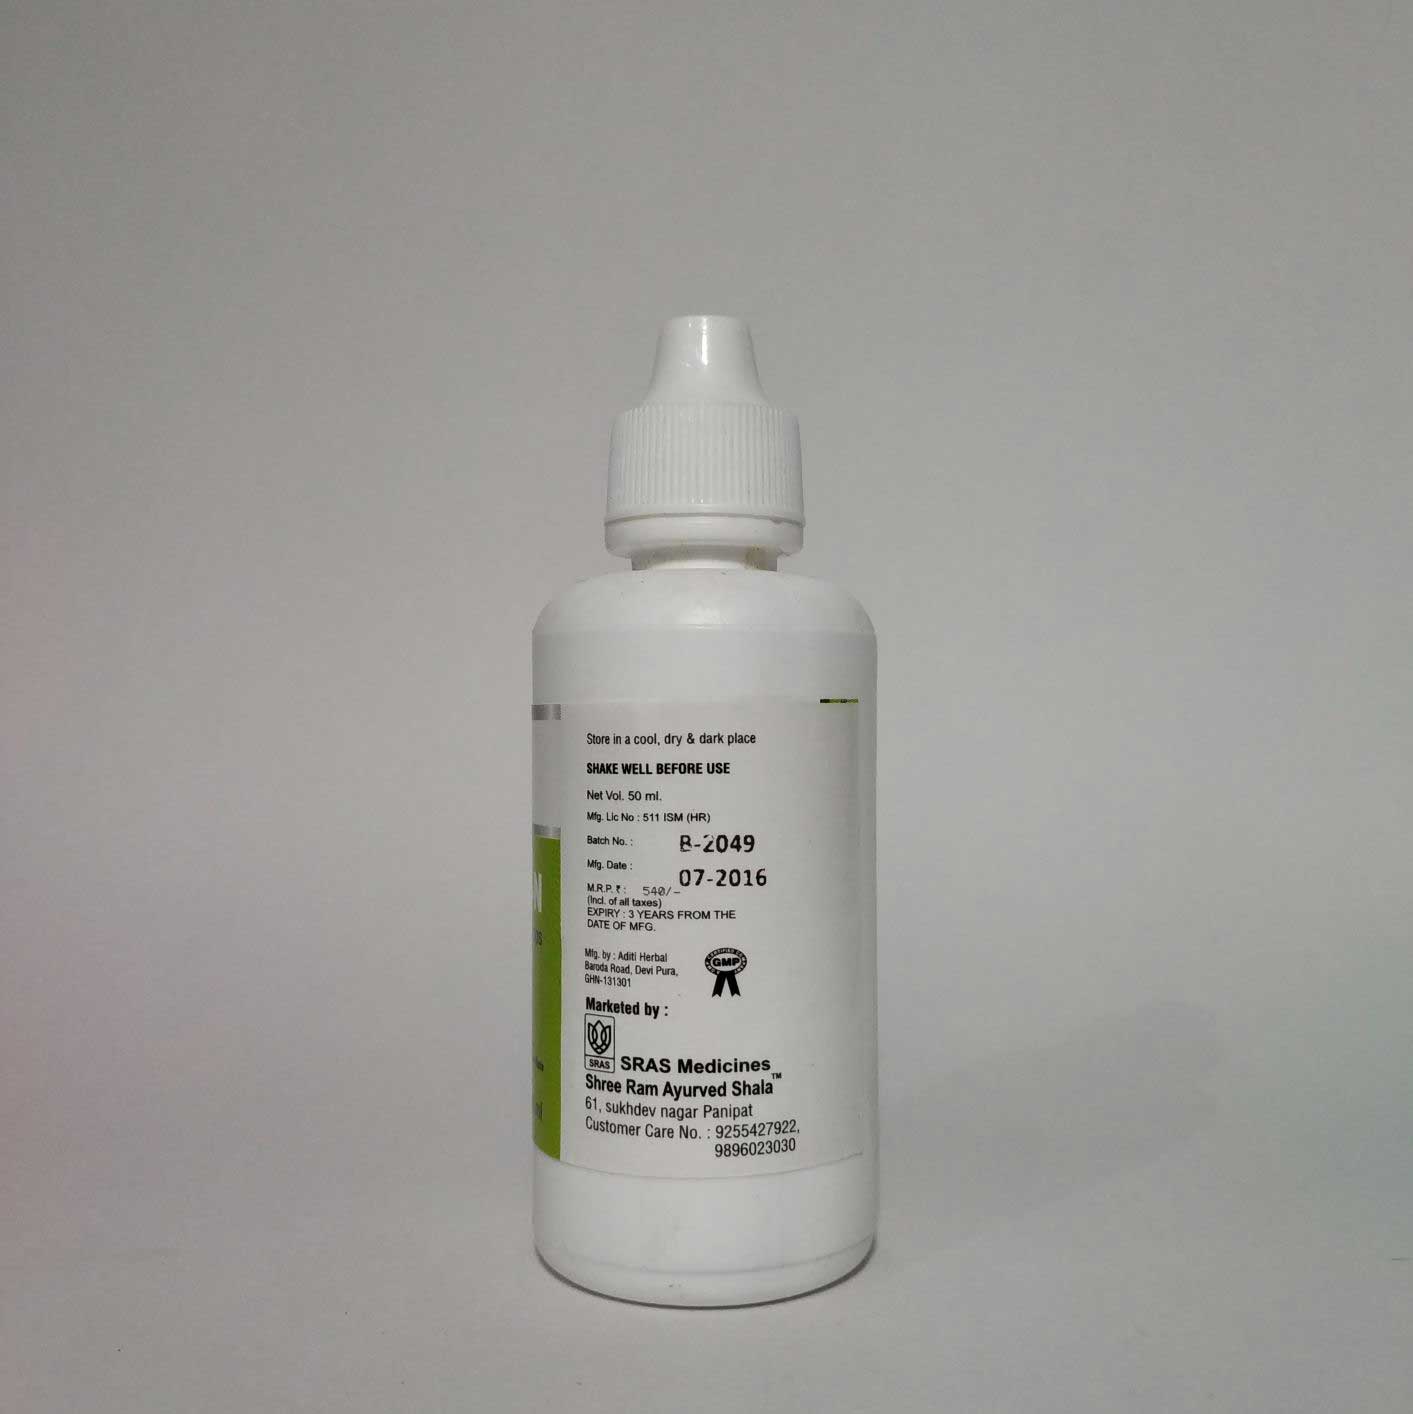 Store in a cool, dry & dark place
SHAKE WELL BEFORE USE
Net Vol. 50 ml.
Mfg. Lic No : 511 ISM (HR)
Batch No. : B-2049
Mfg. Date : 07-2016
M.R.P. ₹ : 540/-
(Incl. of all taxes)
EXPIRY : 3 YEARS FROM THE
DATE OF MFG.
Mfg. by : Aditi Herbal
Baroda Road, Devi Pura,
GHN-131301
GMP
Marketed by :
SRAS
SRAS Medicines
Shree Ram Ayurved Shala™
61, sukhdev nagar Panipat
Customer Care No. : 9255427922,
9896023030
N
ml